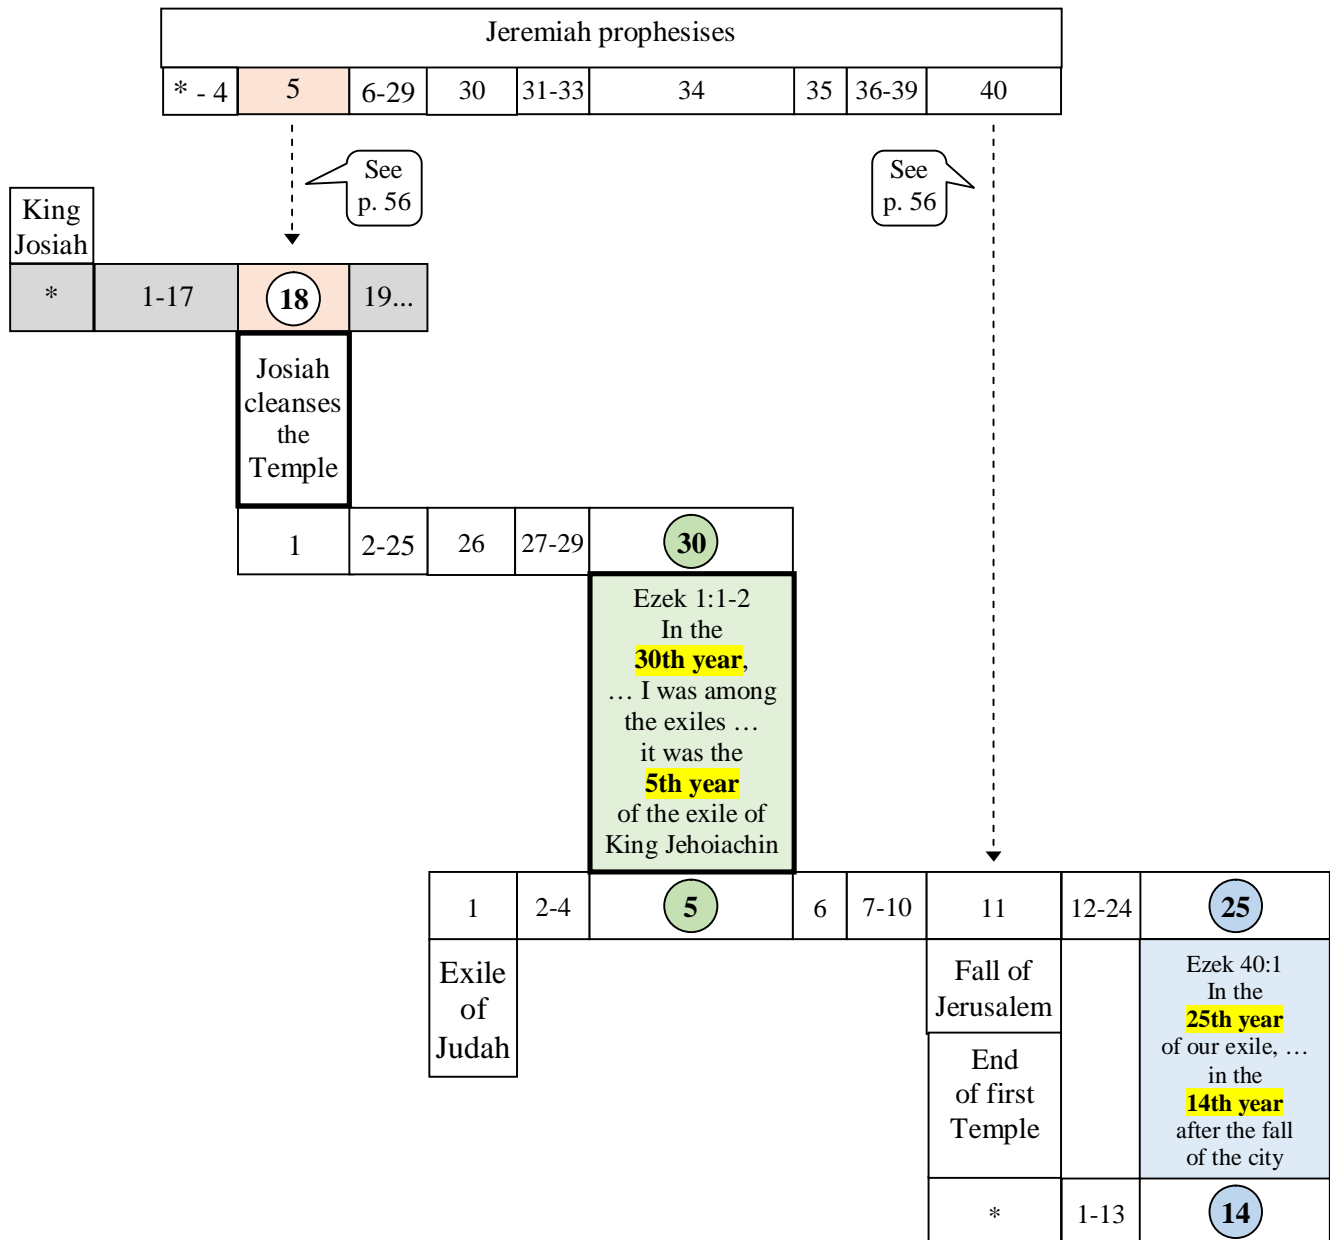 Jeremiah prophesises
* - 4 5 6-29 30 31-33 34 35 36-39 40
See
p. 56
See
p. 56
King
Josiah
* 1-17 18 19...
Josiah
cleanses
the
Temple
1 2-25 26 27-29 30
Ezek 1:1-2
In the
30th year,
… I was among
the exiles …
it was the
5th year
of the exile of
King Jehoiachin
1 2-4 5 6 7-10 11 12-24 25
Exile
of
Judah
Fall of
Jerusalem
End
of first
Temple
Ezek 40:1
In the
25th year
of our exile, …
in the
14th year
after the fall
of the city
* 1-13 14